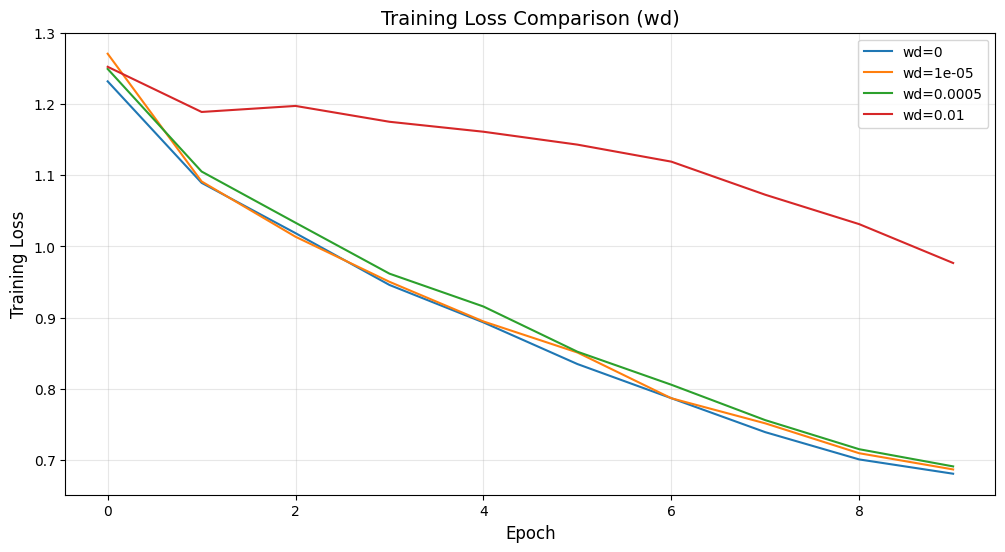 Training Loss Comparison (wd)
1.3
1.2
1.1
1.0
0.9
0.8
0.7
Training Loss
wd=0
wd=1e-05
wd=0.0005
wd=0.01
0 2 4 6 8
Epoch